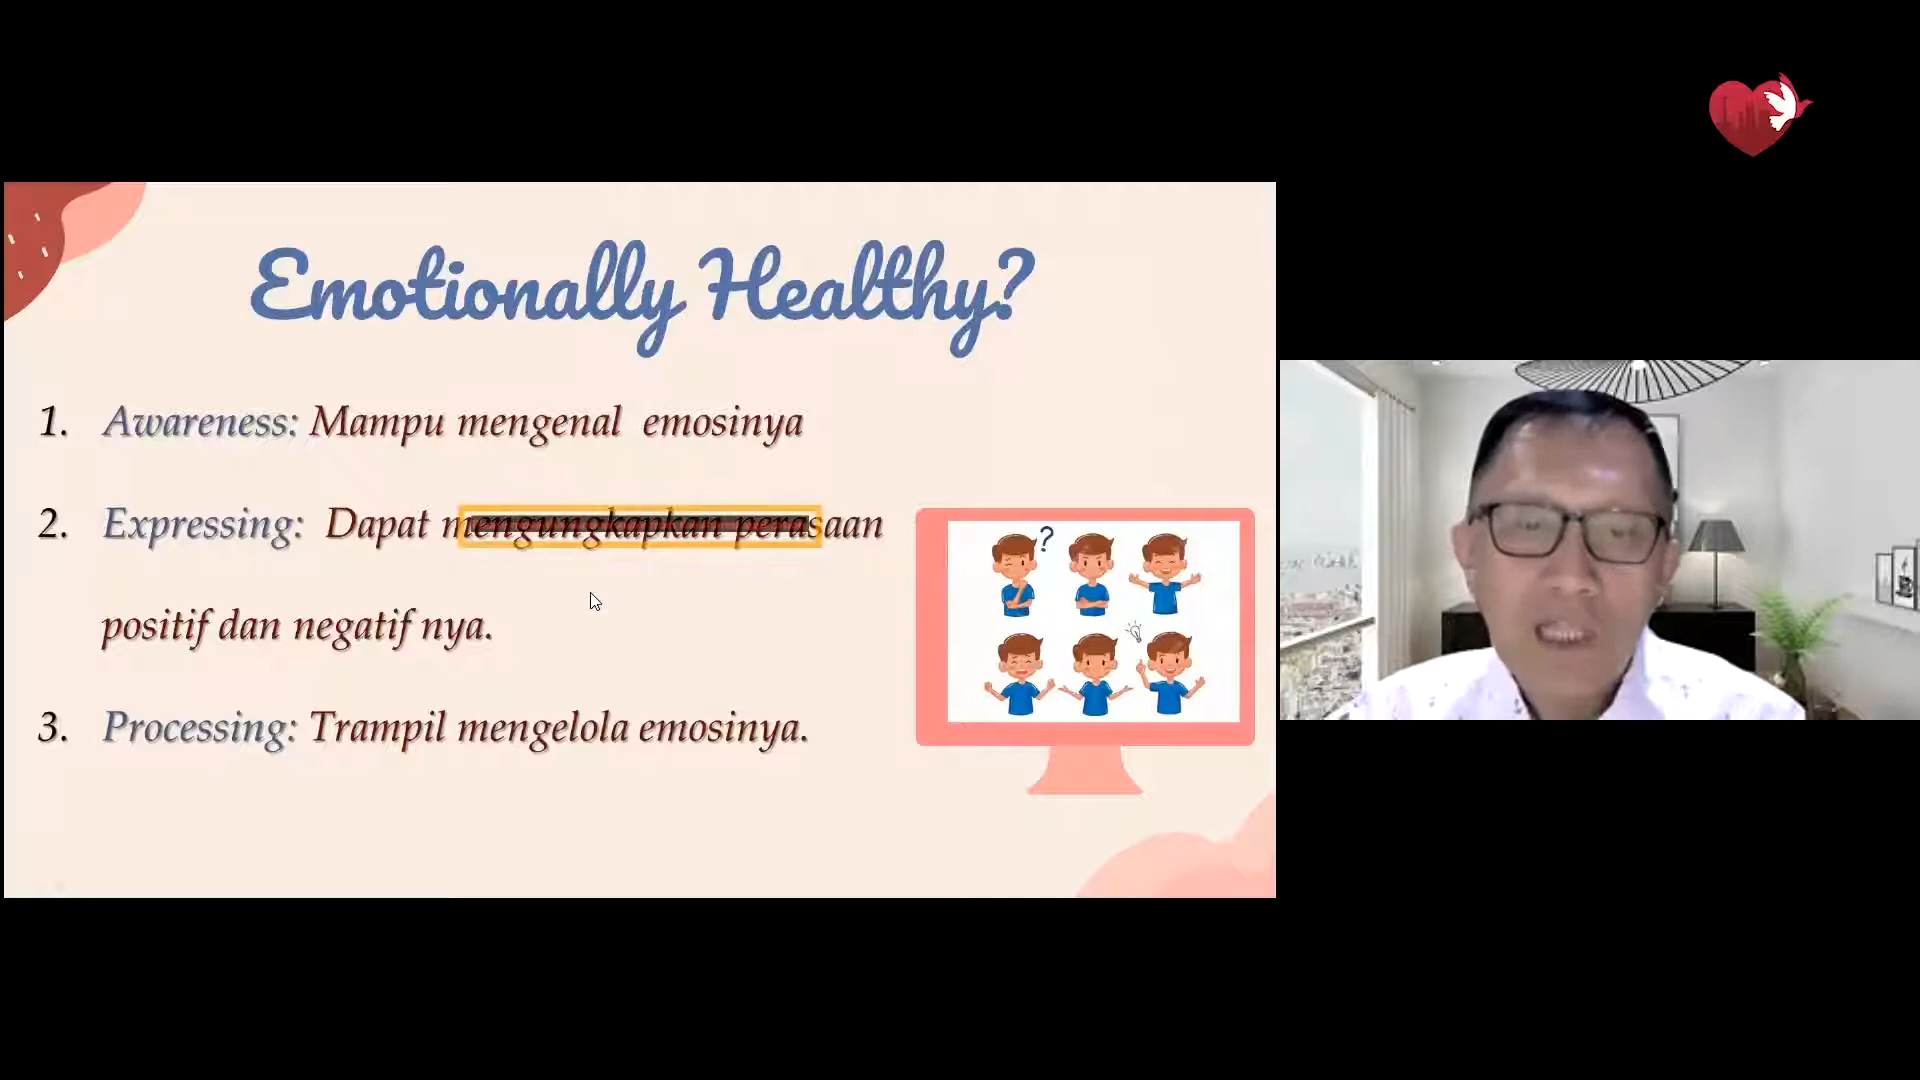 Emotionally Healthy?
1. Awareness: Mampu mengenal emosinya
2. Expressing: Dapat mengungkapkan perasaan
positif dan negatif nya.
?
3. Processing: Trampil mengelola emosinya.